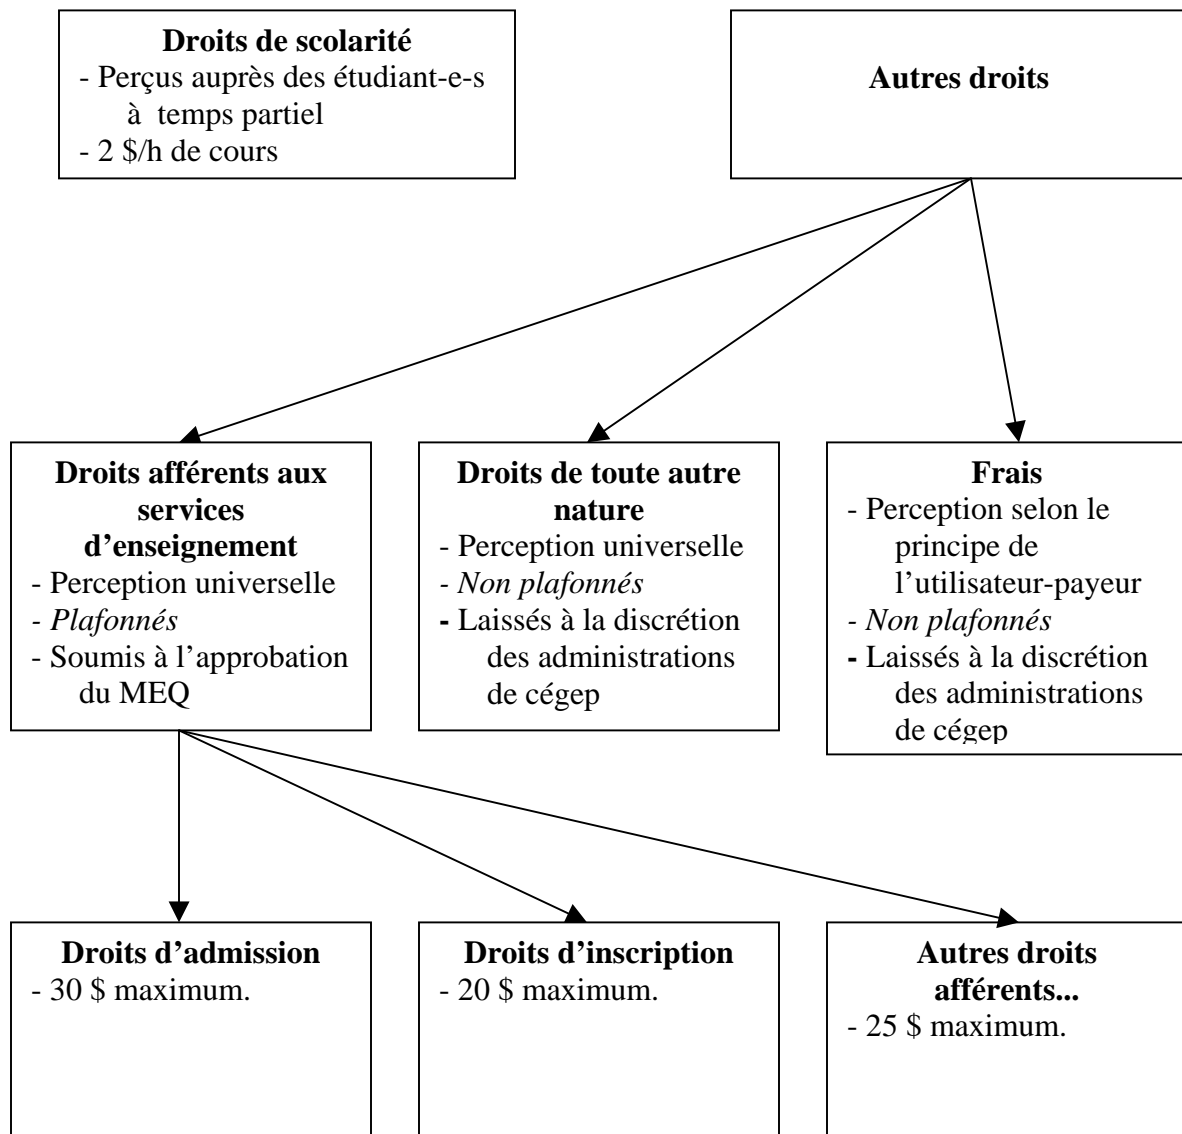 Droits de scolarité
- Perçus auprès des étudiant-e-s
à temps partiel
- 2 $/h de cours
Autres droits
Droits afférents aux
services
d’enseignement
- Perception universelle
- Plafonnés
- Soumis à l’approbation
du MEQ
Droits de toute autre
nature
- Perception universelle
- Non plafonnés
- Laissés à la discrétion
des administrations
de cégep
Frais
- Perception selon le
principe de
l’utilisateur-payeur
- Non plafonnés
- Laissés à la discrétion
des administrations
de cégep
Droits d’admission
- 30 $ maximum.
Droits d’inscription
- 20 $ maximum.
Autres droits
afférents...
- 25 $ maximum.